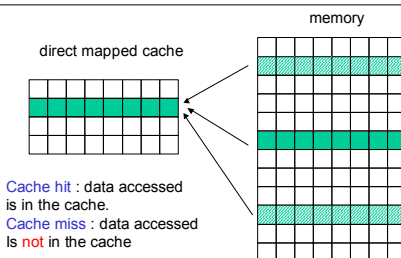 memory
direct mapped cache
Cache hit : data accessed
is in the cache.
Cache miss : data accessed
Is not in the cache